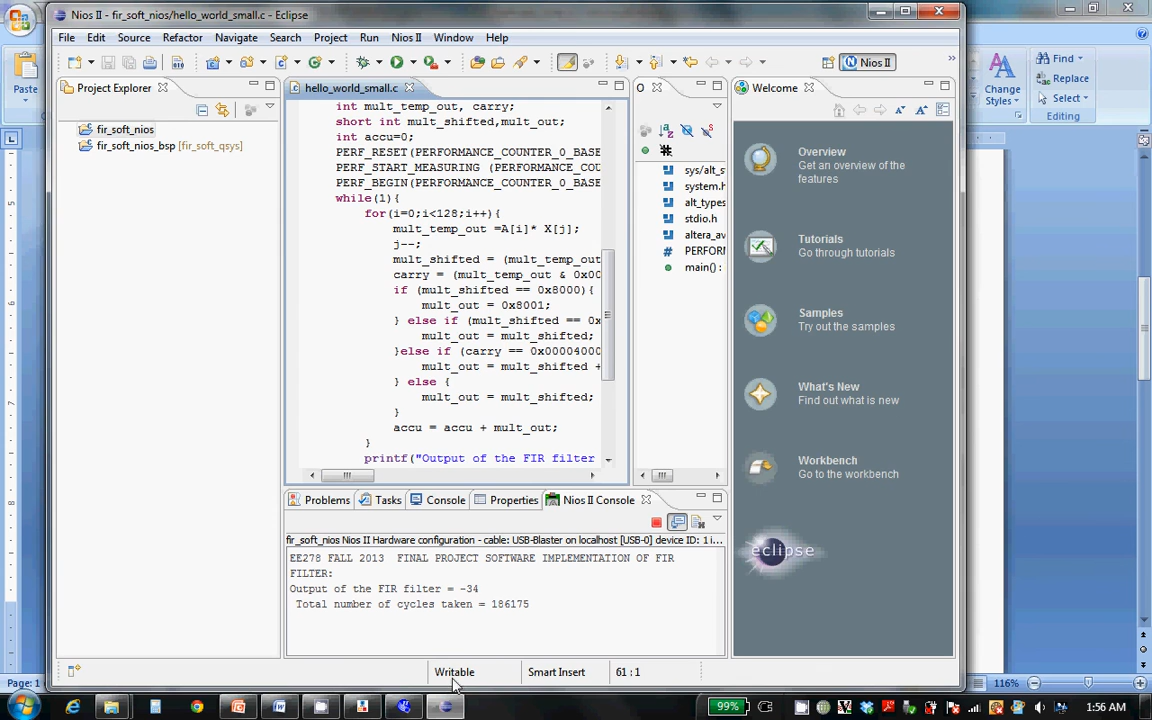 Nios II - fir_soft_nios/hello_world_small.c - Eclipse
File Edit Source Refactor Navigate Search Project Run Nios II Window Help
Nios II
Paste
Find
Replace
Select
Change
Styles
Editing
Project Explorer
fir_soft_nios
fir_soft_nios_bsp [fir_soft_qsys]
hello_world_small.c
int mult_temp_out, carry;
short int mult_shifted,mult_out;
int accu=0;
PERF_RESET(PERFORMANCE_COUNTER_0_BASE
PERF_START_MEASURING (PERFORMANCE_COU
PERF_BEGIN(PERFORMANCE_COUNTER_0_BASE
while(1){
for(i=0;i<128;i++){
mult_temp_out =A[i]* X[j];
j--;
mult_shifted = (mult_temp_out
carry = (mult_temp_out & 0x00
if (mult_shifted == 0x8000){
mult_out = 0x8001;
} else if (mult_shifted == 0x
mult_out = mult_shifted;
}else if (carry == 0x00004000
mult_out = mult_shifted +
} else {
mult_out = mult_shifted;
}
accu = accu + mult_out;
}
printf("Output of the FIR filter
O
sys/alt_s
system.h
alt_types
stdio.h
altera_av
PERFOR
main() :
Welcome
Overview
Get an overview of the
features
Tutorials
Go through tutorials
Samples
Try out the samples
What's New
Find out what is new
Workbench
Go to the workbench
eclipse
Problems Tasks Console Properties Nios II Console
fir_soft_nios Nios II Hardware configuration - cable: USB-Blaster on localhost [USB-0] device ID: 1 i...
EE278 FALL 2013 FINAL PROJECT SOFTWARE IMPLEMENTATION OF FIR
FILTER:
Output of the FIR filter = -34
Total number of cycles taken = 186175
Writable Smart Insert 61 : 1
Page: 1
116%
99%
1:56 AM